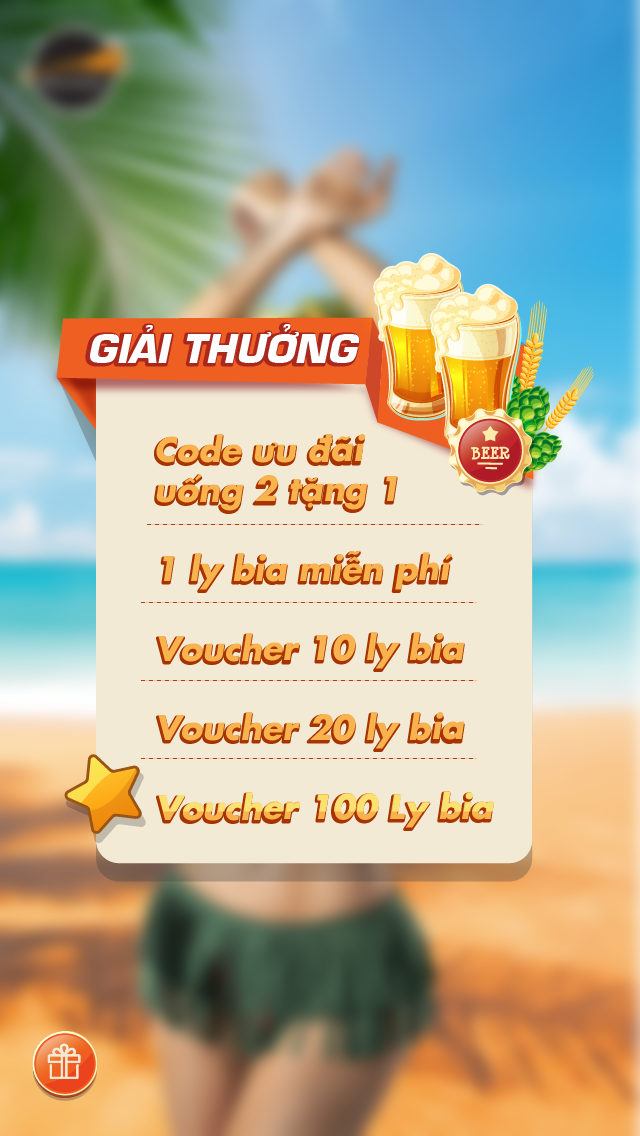 GIẢI THƯỞNG
BEER
Code ưu đãi
uống 2 tặng 1
1 ly bia miễn phí
Voucher 10 ly bia
Voucher 20 ly bia
Voucher 100 Ly bia